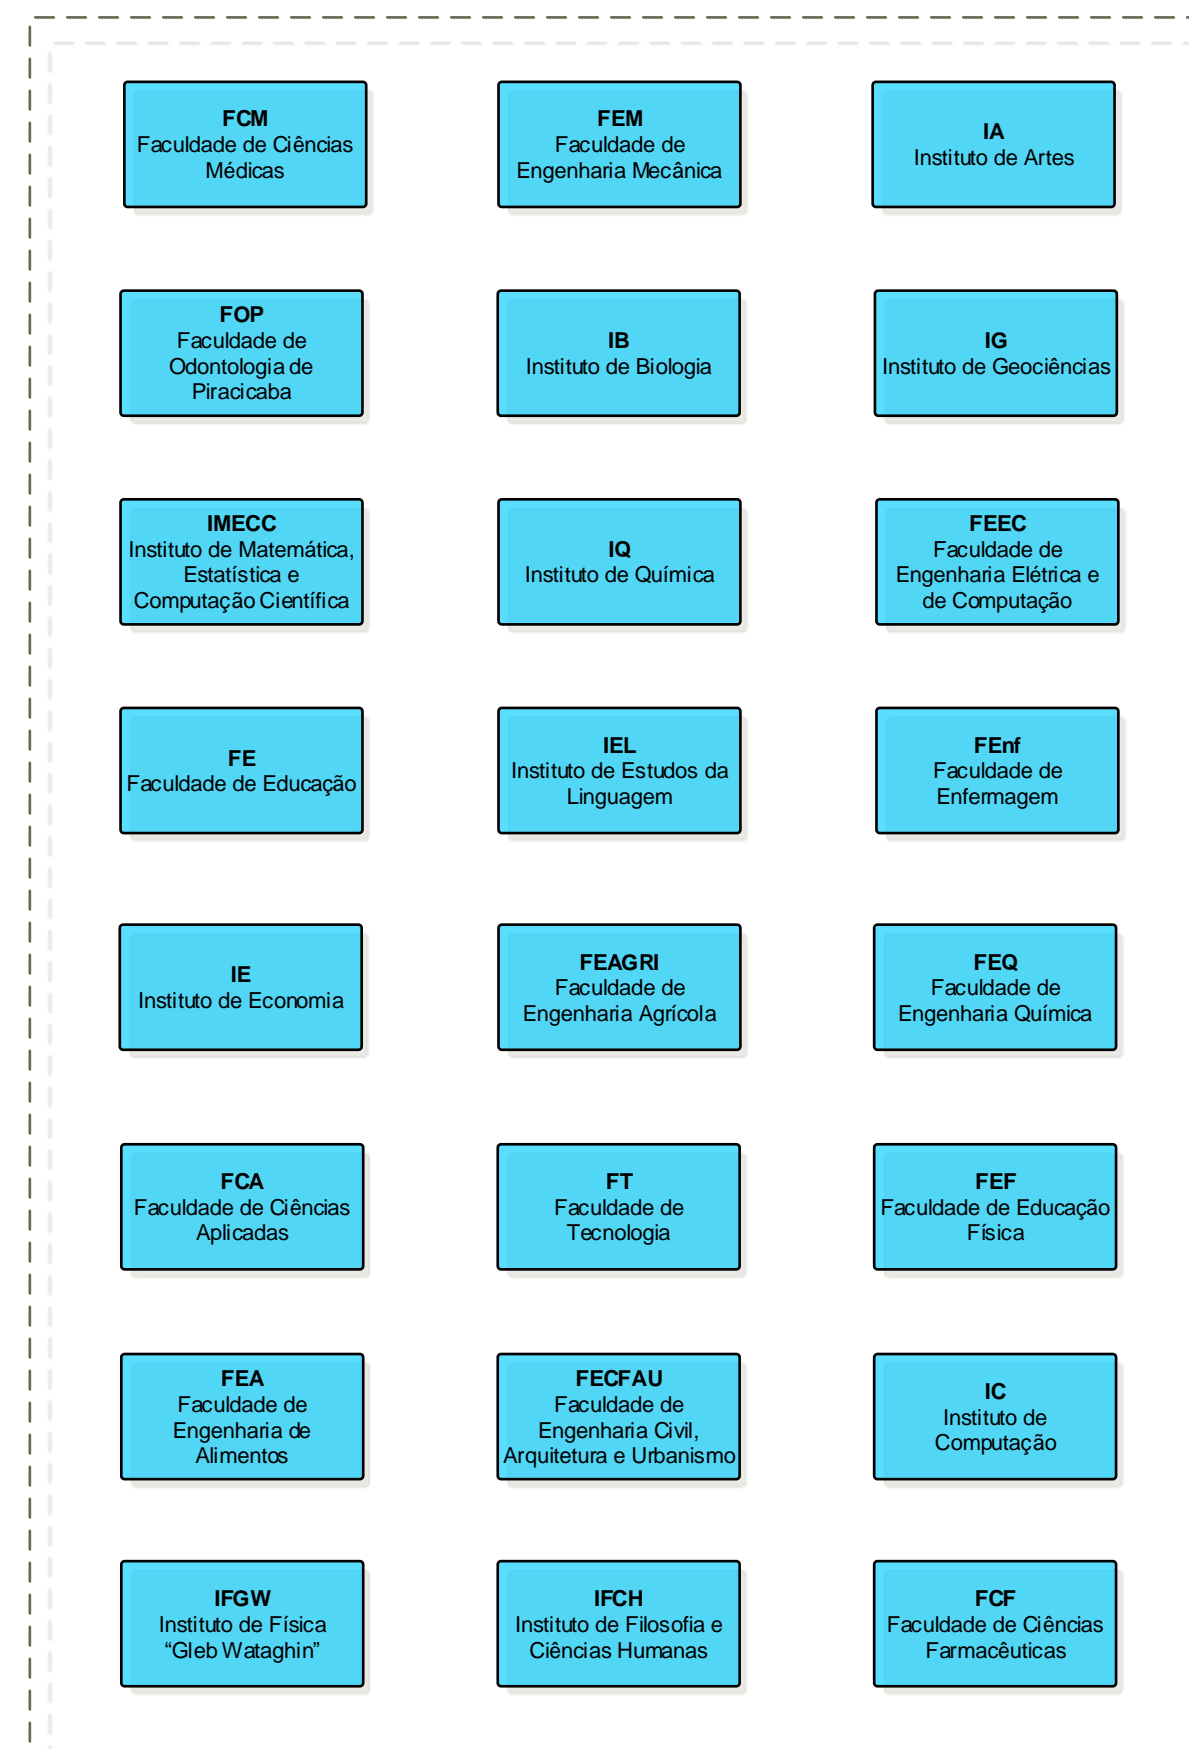 FCM
Faculdade de Ciências
Médicas
FEM
Faculdade de
Engenharia Mecânica
IA
Instituto de Artes
FOP
Faculdade de
Odontologia de
Piracicaba
IB
Instituto de Biologia
IG
Instituto de Geociências
IMECC
Instituto de Matemática,
Estatística e
Computação Científica
IQ
Instituto de Química
FEEC
Faculdade de
Engenharia Elétrica e
de Computação
FE
Faculdade de Educação
IEL
Instituto de Estudos da
Linguagem
FEnf
Faculdade de
Enfermagem
IE
Instituto de Economia
FEAGRI
Faculdade de
Engenharia Agrícola
FEQ
Faculdade de
Engenharia Química
FCA
Faculdade de Ciências
Aplicadas
FT
Faculdade de
Tecnologia
FEF
Faculdade de Educação
Física
FEA
Faculdade de
Engenharia de
Alimentos
FECFAU
Faculdade de
Engenharia Civil,
Arquitetura e Urbanismo
IC
Instituto de
Computação
IFGW
Instituto de Física
“Gleb Wataghin”
IFCH
Instituto de Filosofia e
Ciências Humanas
FCF
Faculdade de Ciências
Farmacêuticas